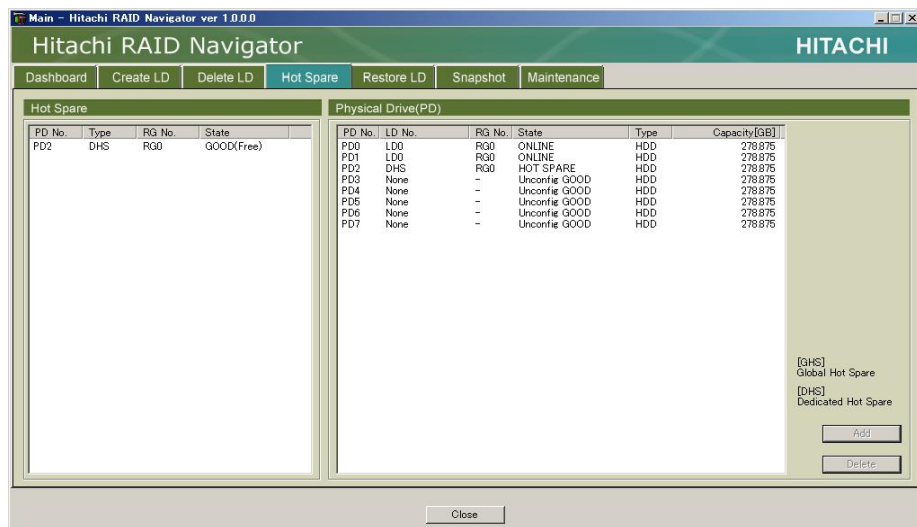 Main - Hitachi RAID Navigator ver 1.0.0.0
Hitachi RAID Navigator HITACHI
Dashboard Create LD Delete LD Hot Spare Restore LD Snapshot Maintenance
Hot Spare
PD No. Type RG No. State
PD2 DHS RG0 GOOD(Free)
Physical Drive(PD)
PD No. LD No. RG No. State Type Capacity[GB]
PD0 LD0 RG0 ONLINE HDD 278.875
PD1 LD0 RG0 ONLINE HDD 278.875
PD2 DHS RG0 HOT SPARE HDD 278.875
PD3 None - Unconfig GOOD HDD 278.875
PD4 None - Unconfig GOOD HDD 278.875
PD5 None - Unconfig GOOD HDD 278.875
PD6 None - Unconfig GOOD HDD 278.875
PD7 None - Unconfig GOOD HDD 278.875
[GHS]
Global Hot Spare
[DHS]
Dedicated Hot Spare
Add
Delete
Close